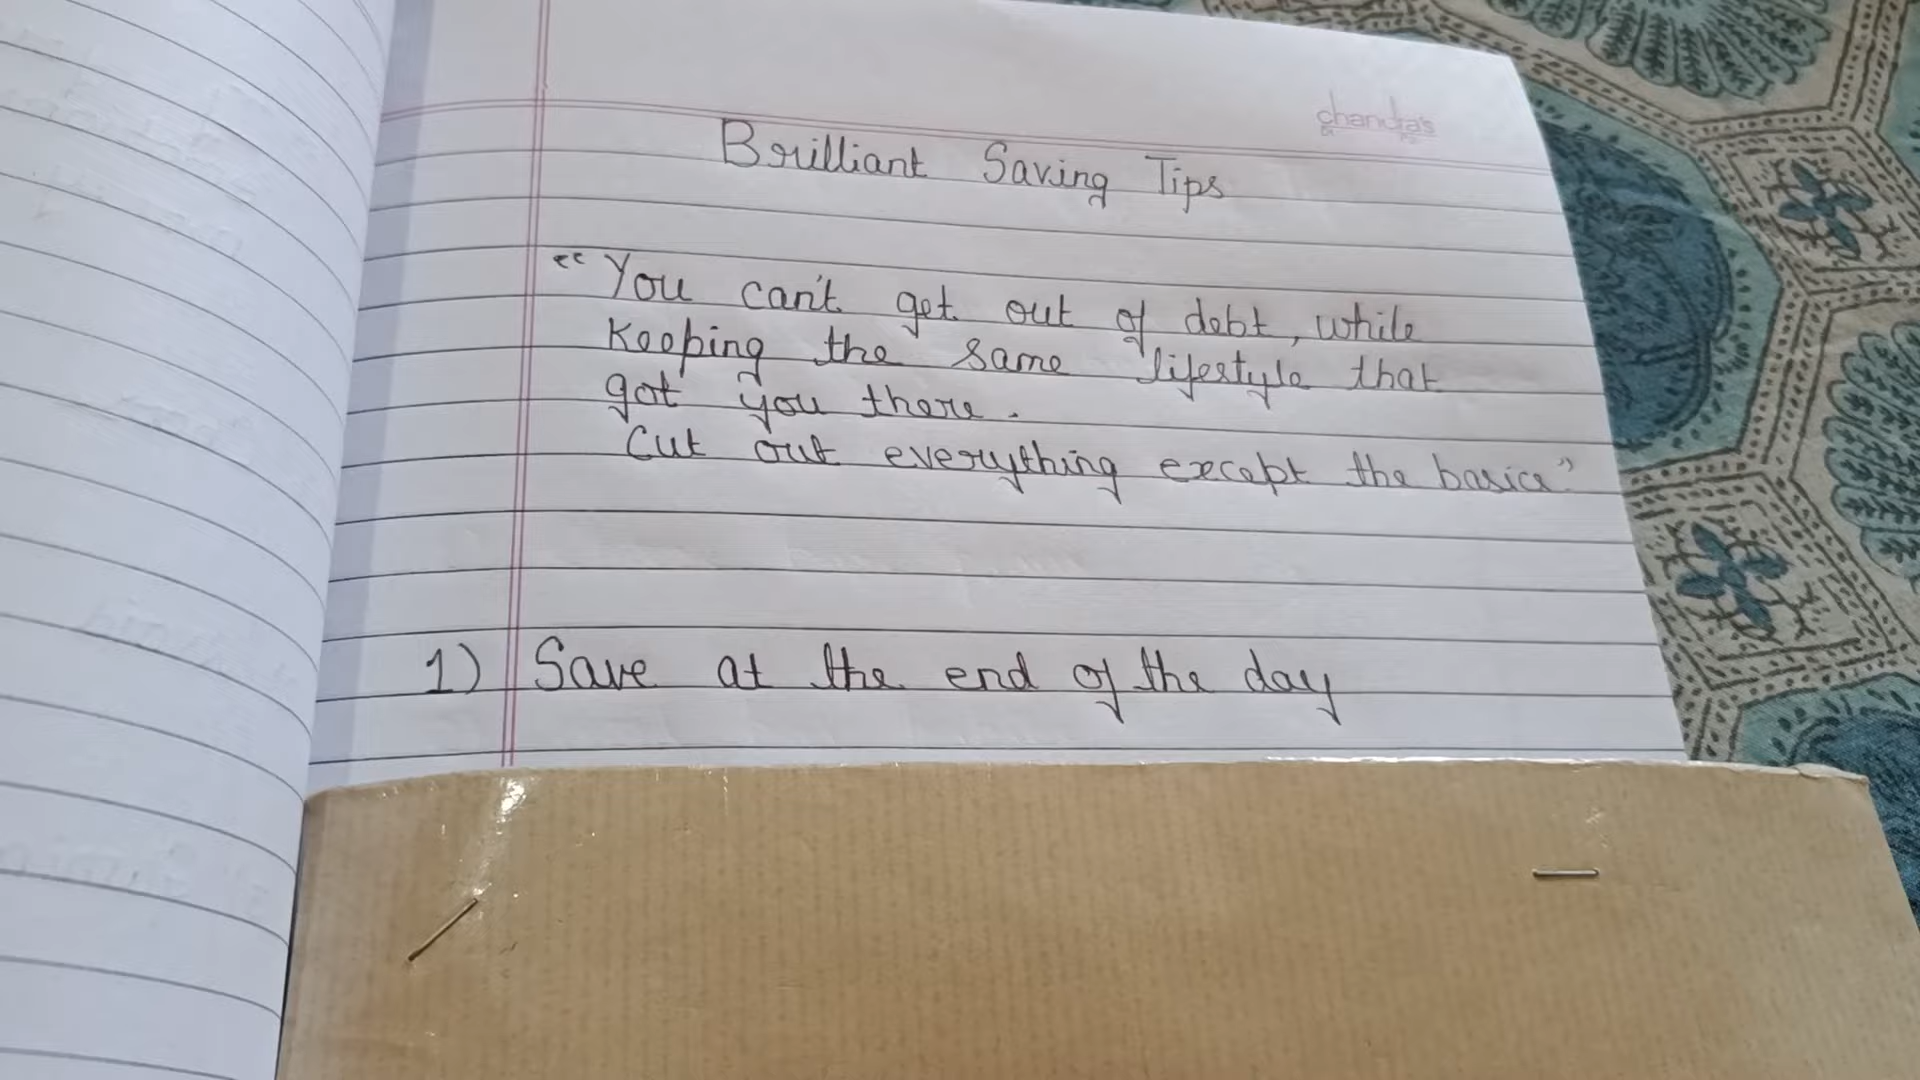 chandra's
Brilliant Saving Tips
“You can't get out of debt, while
Keeping the same lifestyle that
got you there.
Cut out everything except the basics”
1) Save at the end of the day